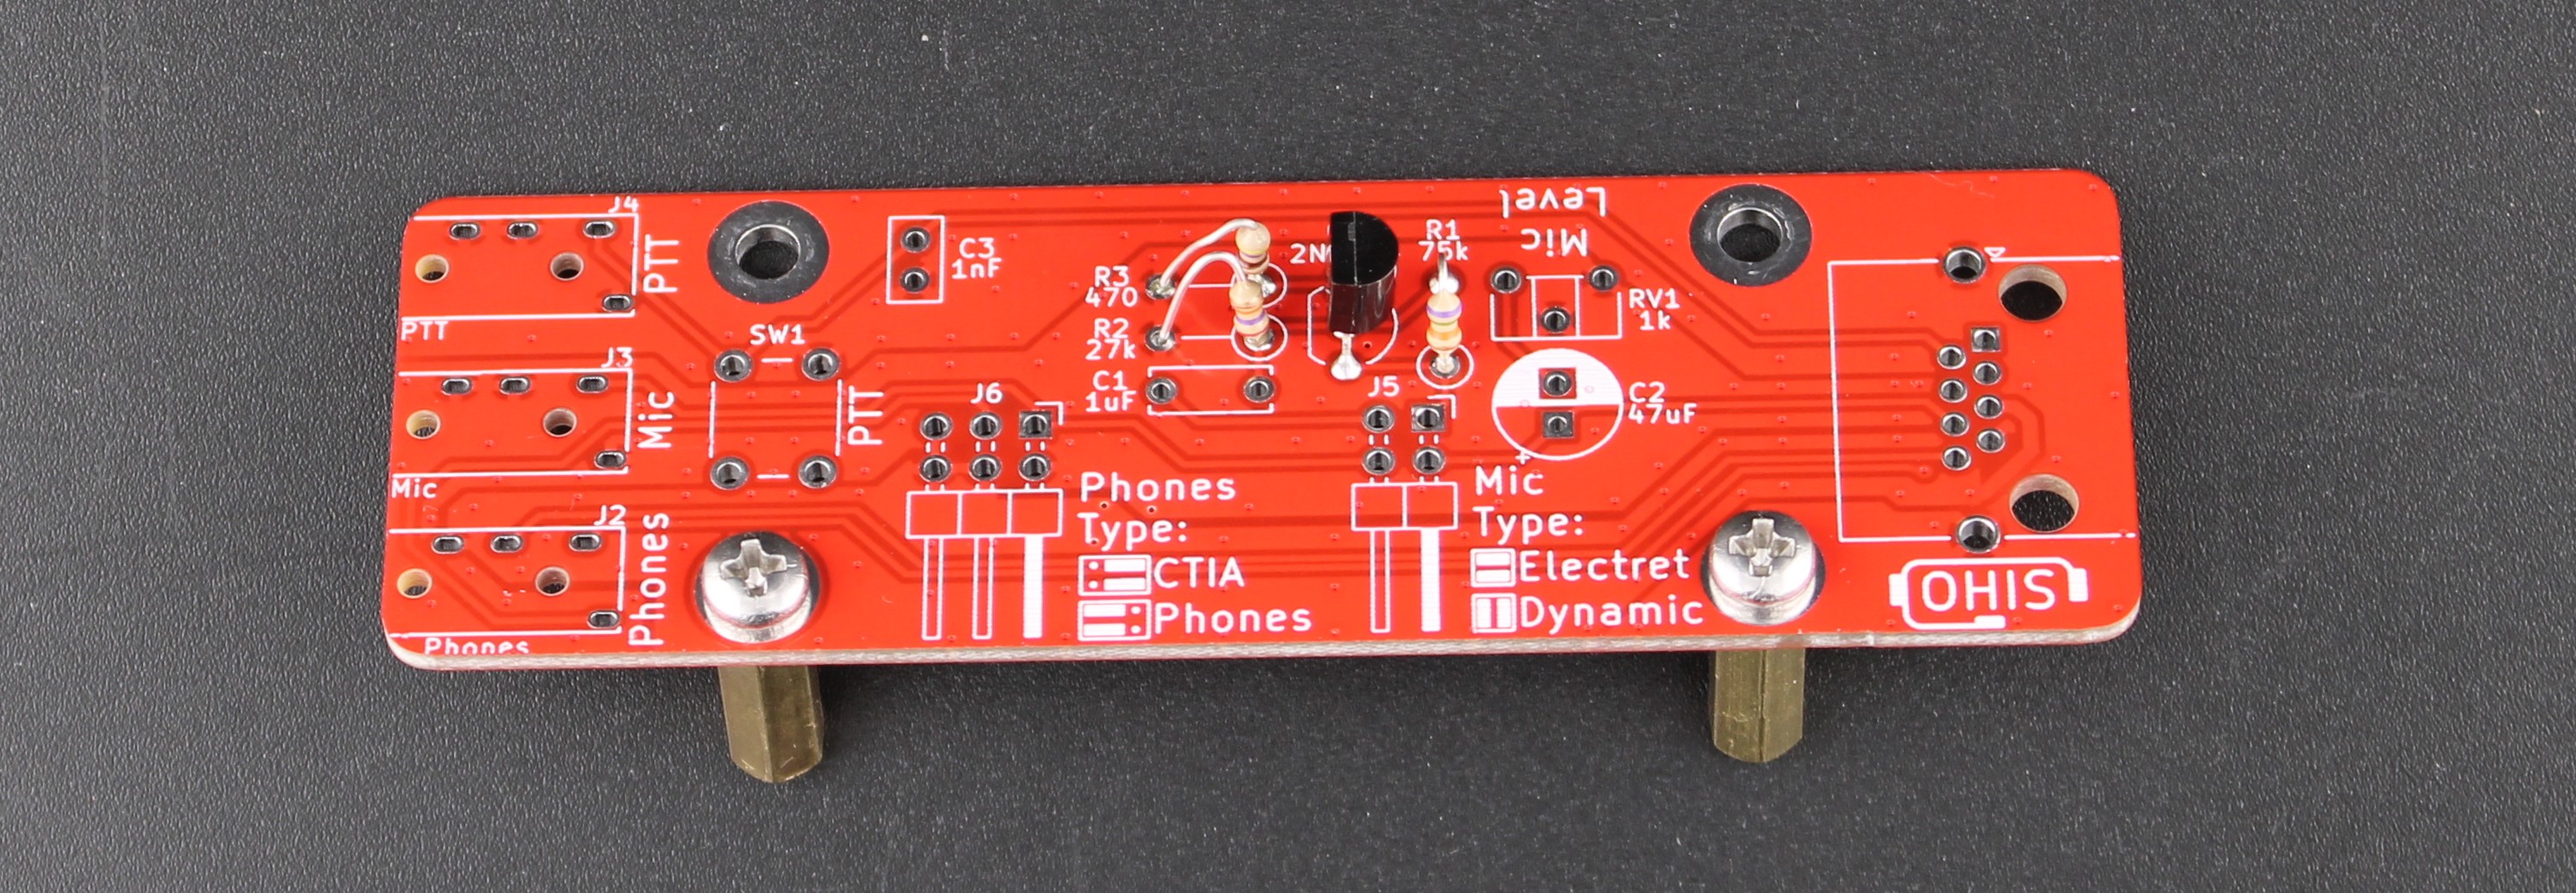 J4
PTT
PTT
J3
Mic
Mic
J2
Phones
Phones
SW1
PTT
C3
1nF
R3
470
R2
27k
C1
1uF
J6
Phones
Type:
CTIA
Phones
2N
R1
75k
J5
Mic
Level
RV1
1k
C2
47uF
+
Mic
Type:
Electret
Dynamic
OHIS